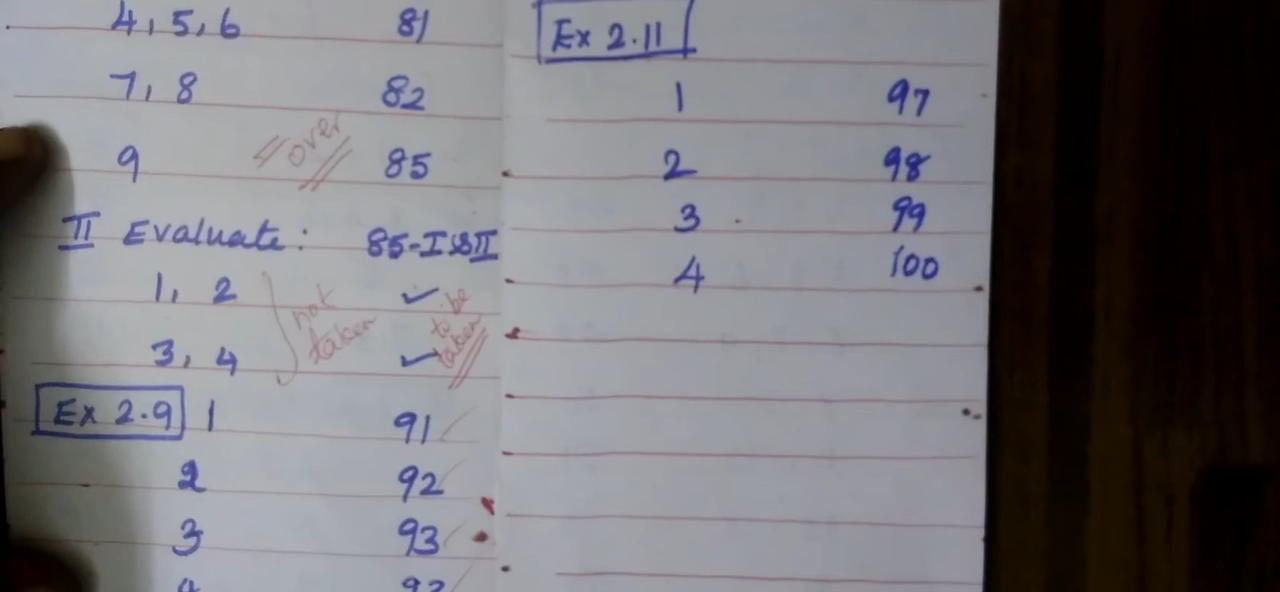 4, 5, 6 81
7, 8 82
9 over 85
II Evaluate: 85-I & II
1, 2 not taken ✓ to be taken
3, 4 ✓
Ex 2.9 1 91
2 92
3 93
4 93
Ex 2.11
1 97
2 98
3 99
4 100